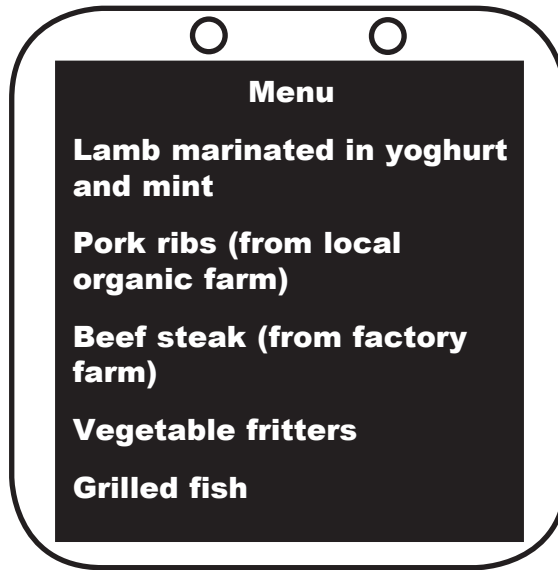 Menu
Lamb marinated in yoghurt
and mint
Pork ribs (from local
organic farm)
Beef steak (from factory
farm)
Vegetable fritters
Grilled fish